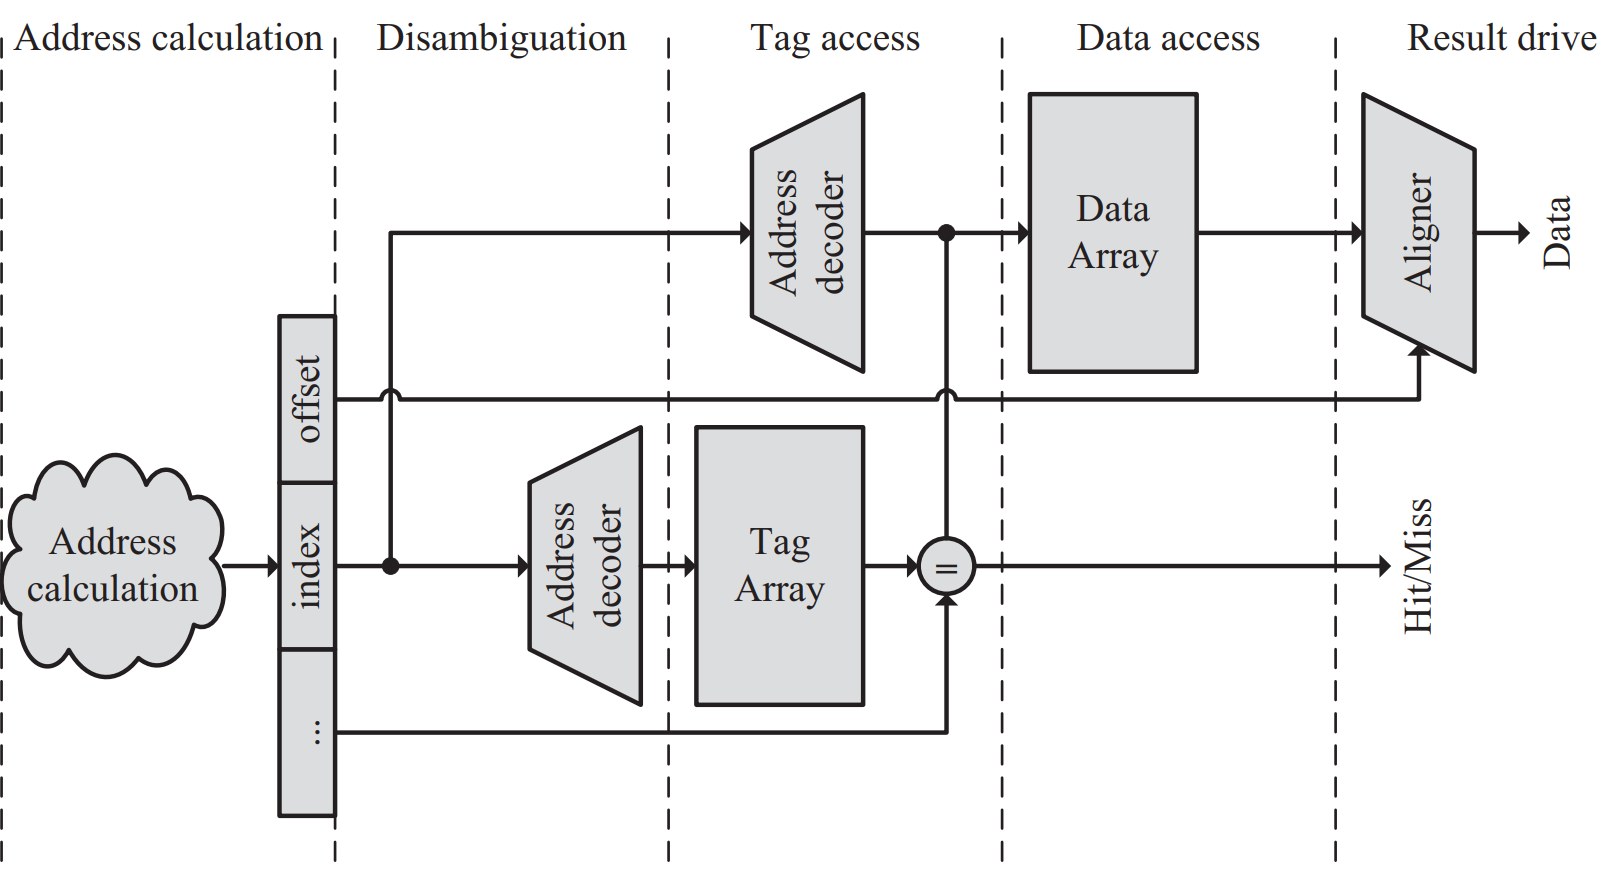 Address calculation
Disambiguation
Tag access
Data access
Result drive
Address
decoder
Data
Array
Aligner
Data
offset
index
...
Address
calculation
Address
decoder
Tag
Array
=
Hit/Miss